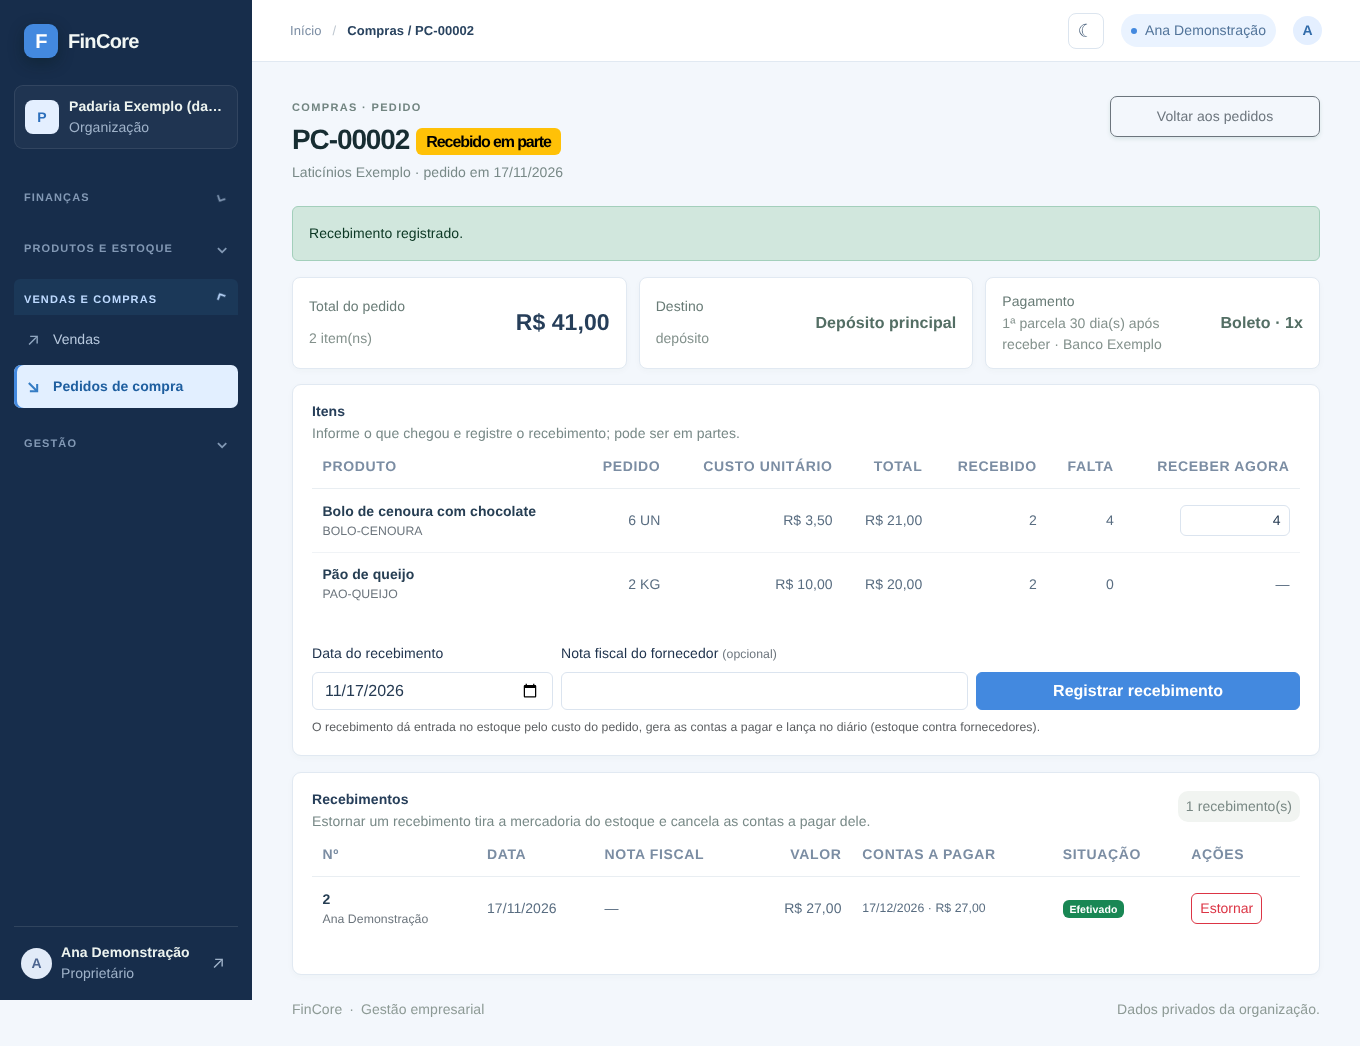 F FinCore
P Padaria Exemplo (da…
Organização
FINANÇAS
PRODUTOS E ESTOQUE
VENDAS E COMPRAS
Vendas
Pedidos de compra
GESTÃO
A Ana Demonstração
Proprietário
Início / Compras / PC-00002
Ana Demonstração A
COMPRAS · PEDIDO
PC-00002 Recebido em parte
Laticínios Exemplo · pedido em 17/11/2026
Voltar aos pedidos
Recebimento registrado.
Total do pedido
2 item(ns)
R$ 41,00
Destino
depósito
Depósito principal
Pagamento
1ª parcela 30 dia(s) após
receber · Banco Exemplo
Boleto · 1x
Itens
Informe o que chegou e registre o recebimento; pode ser em partes.
PRODUTO PEDIDO CUSTO UNITÁRIO TOTAL RECEBIDO FALTA RECEBER AGORA
Bolo de cenoura com chocolate
BOLO-CENOURA
6 UN R$ 3,50 R$ 21,00 2 4 4
Pão de queijo
PAO-QUEIJO
2 KG R$ 10,00 R$ 20,00 2 0 —
Data do recebimento Nota fiscal do fornecedor (opcional)
11/17/2026 Registrar recebimento
O recebimento dá entrada no estoque pelo custo do pedido, gera as contas a pagar e lança no diário (estoque contra fornecedores).
Recebimentos
Estornar um recebimento tira a mercadoria do estoque e cancela as contas a pagar dele.
1 recebimento(s)
Nº DATA NOTA FISCAL VALOR CONTAS A PAGAR SITUAÇÃO AÇÕES
2
Ana Demonstração
17/11/2026 — R$ 27,00 17/12/2026 · R$ 27,00 Efetivado Estornar
FinCore · Gestão empresarial
Dados privados da organização.